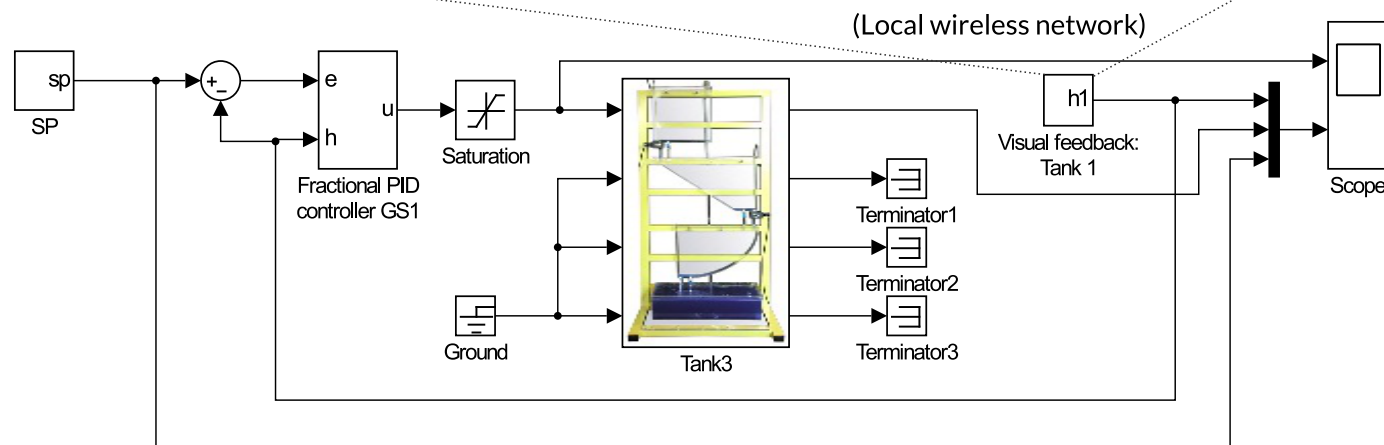 (Local wireless network)
sp
SP
+
−
e
h
u
Fractional PID
controller GS1
Saturation
h1
Visual feedback:
Tank 1
Scope
Terminator1
Terminator2
Terminator3
Ground
Tank3